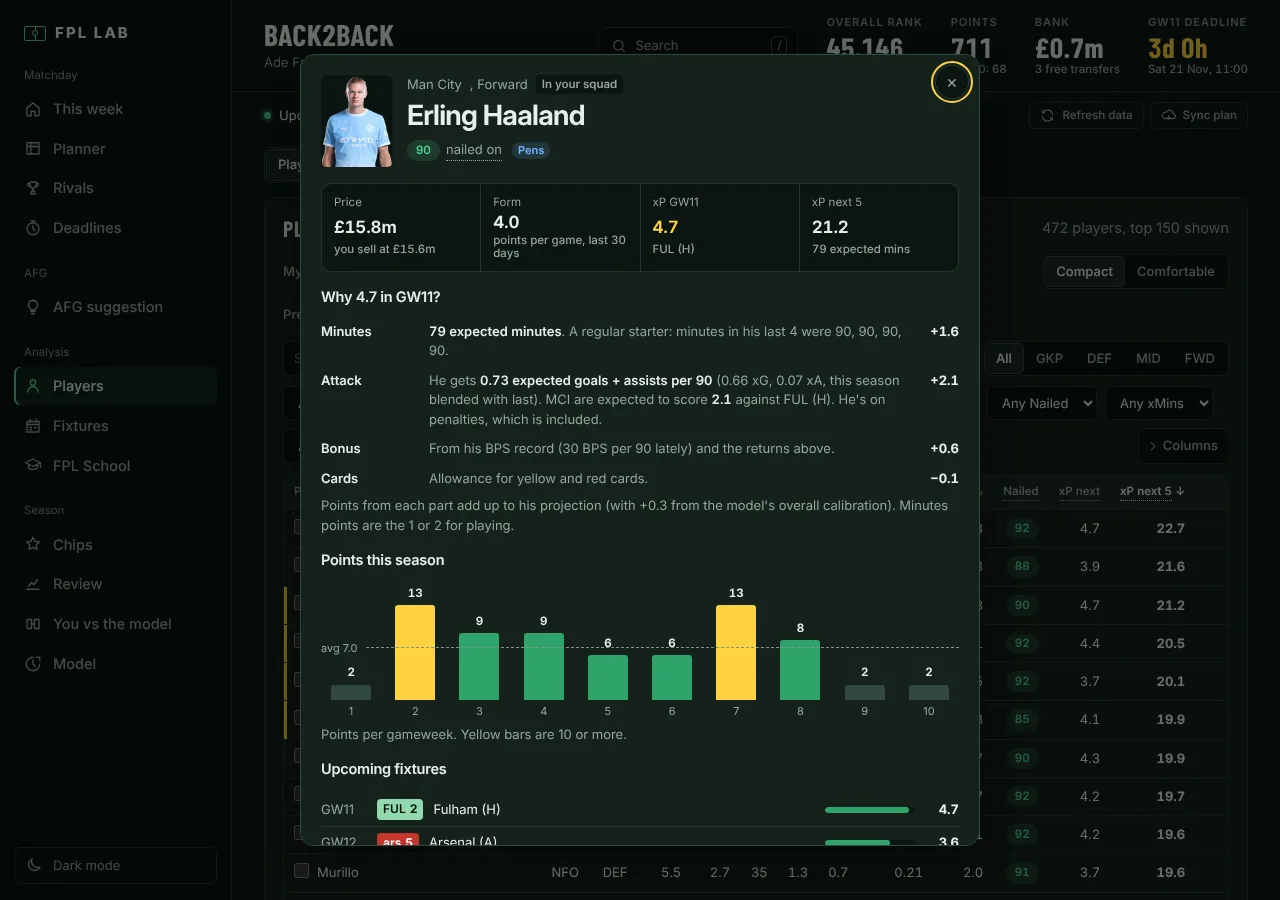 FPL LAB
Matchday
This week
Planner
Rivals
Deadlines
AFG
AFG suggestion
Analysis
Players
Fixtures
FPL School
Season
Chips
Review
You vs the model
Model
Dark mode
BACK2BACK
Search
/
OVERALL RANK
45,146
POINTS
711
BANK
£0.7m
3 free transfers
GW11 DEADLINE
3d 0h
Sat 21 Nov, 11:00
Refresh data
Sync plan
472 players, top 150 shown
Compact
Comfortable
All
GKP
DEF
MID
FWD
Any Nailed
Any xMins
Columns
Nailed
xP next
xP next 5 ↓
92 4.7 22.7
88 3.9 21.6
90 4.7 21.2
92 4.4 20.5
92 3.7 20.1
85 4.1 19.9
90 4.3 19.9
92 4.2 19.7
92 4.2 19.6
Murillo NFO DEF 5.5 2.7 35 1.3 0.7 0.21 2.0 91 3.7 19.6
Man City , Forward In your squad
Erling Haaland
90 nailed on Pens
×
Price
£15.8m
you sell at £15.6m
Form
4.0
points per game, last 30
days
xP GW11
4.7
FUL (H)
xP next 5
21.2
79 expected mins
Why 4.7 in GW11?
Minutes 79 expected minutes. A regular starter: minutes in his last 4 were 90, 90, 90, +1.6
90.
Attack He gets 0.73 expected goals + assists per 90 (0.66 xG, 0.07 xA, this season +2.1
blended with last). MCI are expected to score 2.1 against FUL (H). He's on
penalties, which is included.
Bonus From his BPS record (30 BPS per 90 lately) and the returns above. +0.6
Cards Allowance for yellow and red cards. −0.1
Points from each part add up to his projection (with +0.3 from the model's overall calibration). Minutes
points are the 1 or 2 for playing.
Points this season
avg 7.0
2 13 9 9 6 6 13 8 2 2
1 2 3 4 5 6 7 8 9 10
Points per gameweek. Yellow bars are 10 or more.
Upcoming fixtures
GW11 FUL 2 Fulham (H) 4.7
GW12 ars 5 Arsenal (A) 3.6